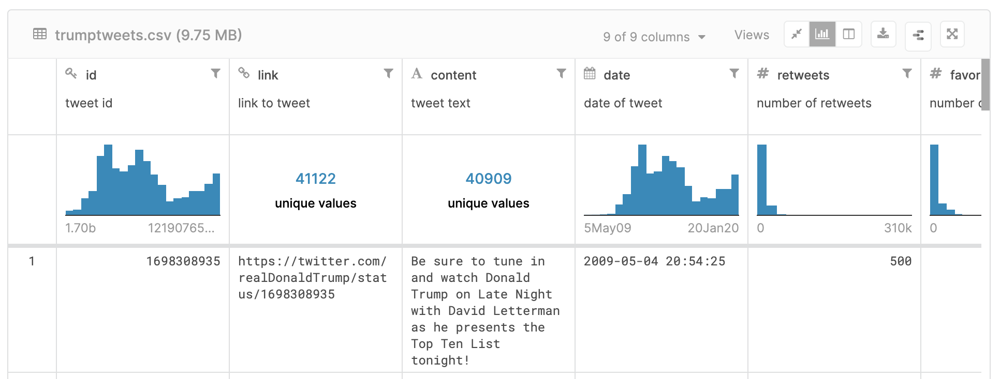 trumptweets.csv (9.75 MB)
9 of 9 columns
Views
id
link
content
date
retweets
favor
tweet id
link to tweet
tweet text
date of tweet
number of retweets
number
41122
unique values
40909
unique values
1.70b
12190765...
5May09
20Jan20
0
310k
0
1
1698308935
https://twitter.com/
realDonaldTrump/stat
us/1698308935
Be sure to tune in
and watch Donald
Trump on Late Night
with David Letterman
as he presents the
Top Ten List
tonight!
2009-05-04 20:54:25
500